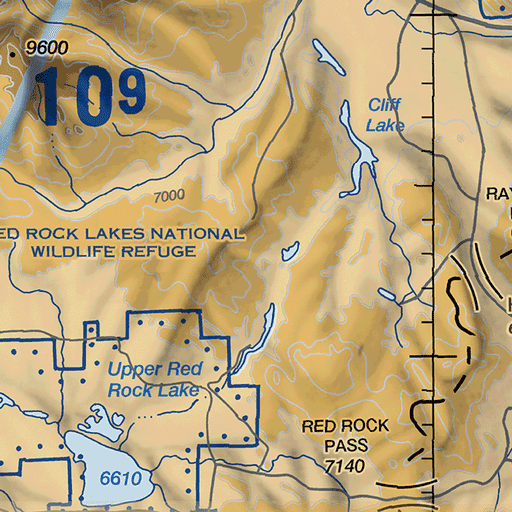 9600
109
Cliff
Lake
7000
RED ROCK LAKES NATIONAL
WILDLIFE REFUGE
Upper Red
Rock Lake
RED ROCK
PASS
7140
6610